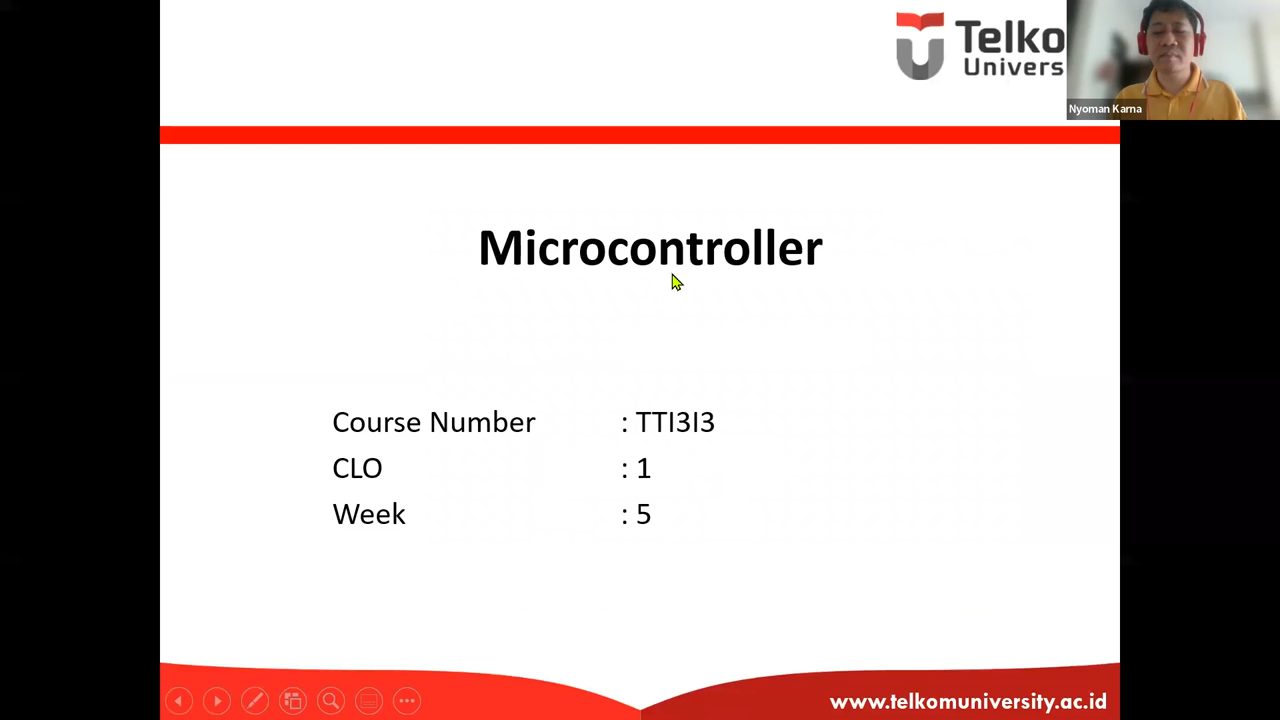 Telko
Univers
Nyoman Karna
Microcontroller
Course Number : TTI3I3
CLO : 1
Week : 5
www.telkomuniversity.ac.id